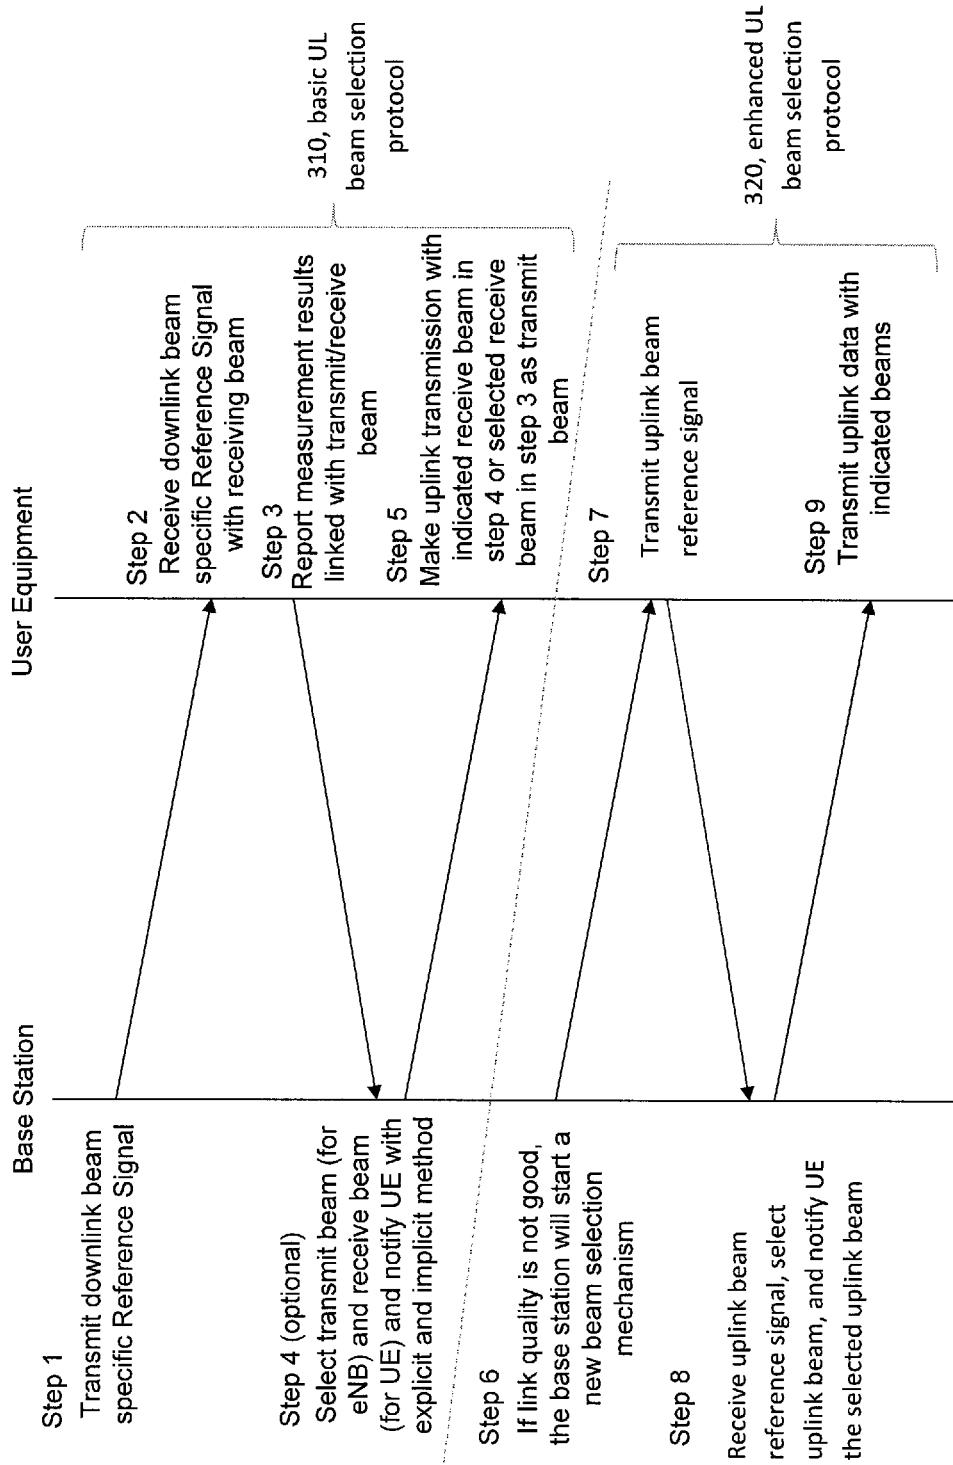 Base Station
User Equipment
Step 1
Transmit downlink beam
specific Reference Signal
Step 2
Receive downlink beam
specific Reference Signal
with receiving beam
Step 3
Report measurement results
linked with transmit/receive
beam
Step 4 (optional)
Select transmit beam (for
eNB) and receive beam
(for UE) and notify UE with
explicit and implicit method
Step 5
Make uplink transmission with
indicated receive beam in
step 4 or selected receive
beam in step 3 as transmit
beam
310, basic UL
beam selection
protocol
Step 6
If link quality is not good,
the base station will start a
new beam selection
mechanism
Step 7
Transmit uplink beam
reference signal
Step 8
Receive uplink beam
reference signal, select
uplink beam, and notify UE
the selected uplink beam
Step 9
Transmit uplink data with
indicated beams
320, enhanced UL
beam selection
protocol